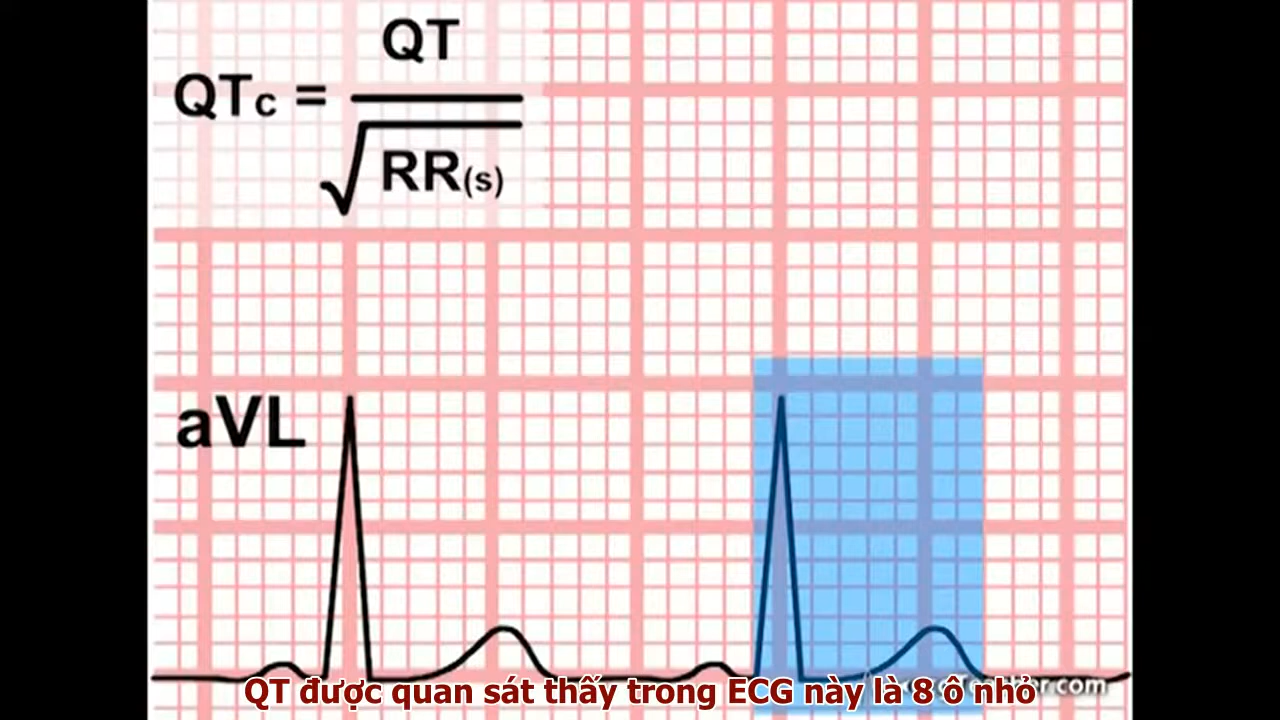 QT
QTc =
RR(s)
aVL
QT được quan sát thấy trong ECG này là 8 ô nhỏ